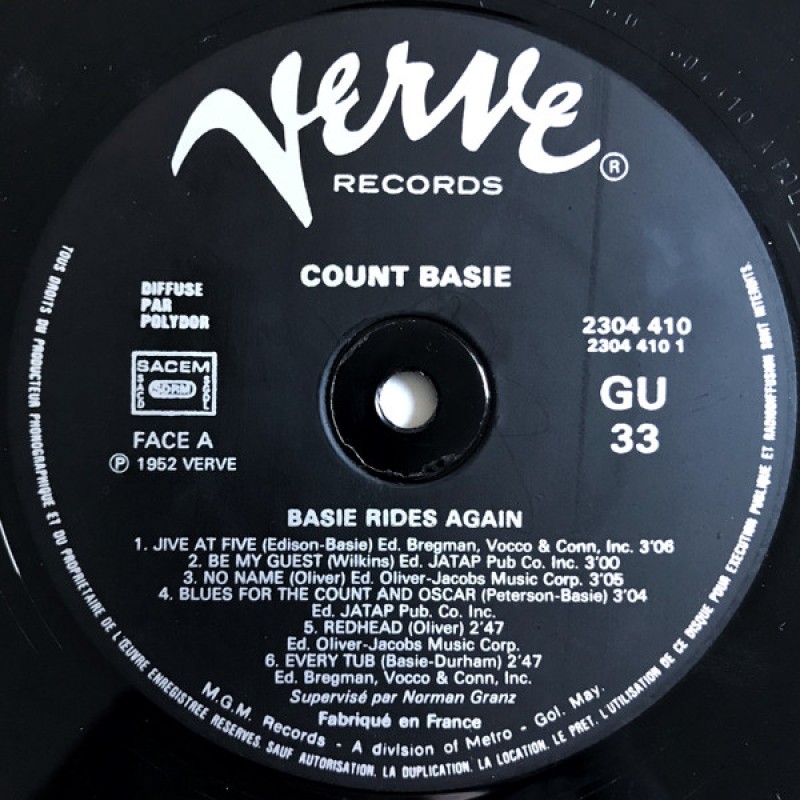 Verve ®
RECORDS
COUNT BASIE
DIFFUSE
PAR
POLYDOR
2304 410
2304 410 1
SACEM
SACD
SDRM
SGDL
GU
33
FACE A
℗ 1952 VERVE
BASIE RIDES AGAIN
1. JIVE AT FIVE (Edison-Basie) Ed. Bregman, Vocco & Conn, Inc. 3'06
2. BE MY GUEST (Wilkins) Ed. JATAP Pub Co. Inc. 3'00
3. NO NAME (Oliver) Ed. Oliver-Jacobs Music Corp. 3'05
4. BLUES FOR THE COUNT AND OSCAR (Peterson-Basie) 3'04
Ed. JATAP Pub. Co. Inc.
5. REDHEAD (Oliver) 2'47
Ed. Oliver-Jacobs Music Corp.
6. EVERY TUB (Basie-Durham) 2'47
Ed. Bregman, Vocco & Conn, Inc.
Supervisé par Norman Granz
Fabriqué en France
M.G.M. Records - A division of Metro - Gol. May.
TOUS DROITS DU PRODUCTEUR PHONOGRAPHIQUE ET DU PROPRIETAIRE DE L'ŒUVRE ENREGISTREE RESERVES. SAUF AUTORISATION. LA DUPLICATION. LA LOCATION. LE PRET. L'UTILISATION DE CE DISQUE POUR EXECUTION PUBLIQUE ET RADIODIFFUSION SONT INTERDITS.